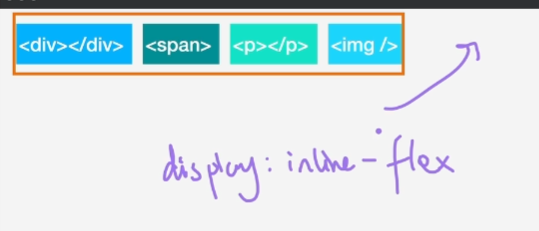 <div></div> <span> <p></p> <img />
display: inline-flex